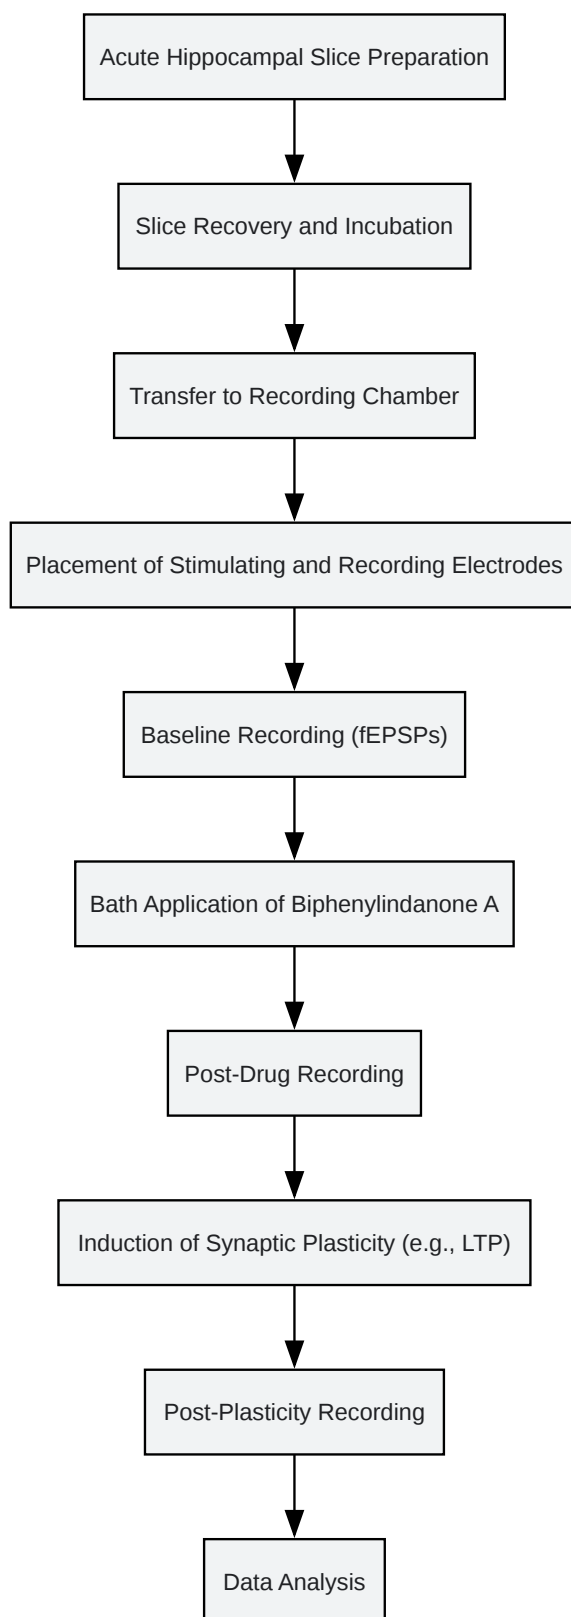 Acute Hippocampal Slice Preparation
Slice Recovery and Incubation
Transfer to Recording Chamber
Placement of Stimulating and Recording Electrodes
Baseline Recording (fEPSPs)
Bath Application of Biphenylindanone A
Post-Drug Recording
Induction of Synaptic Plasticity (e.g., LTP)
Post-Plasticity Recording
Data Analysis